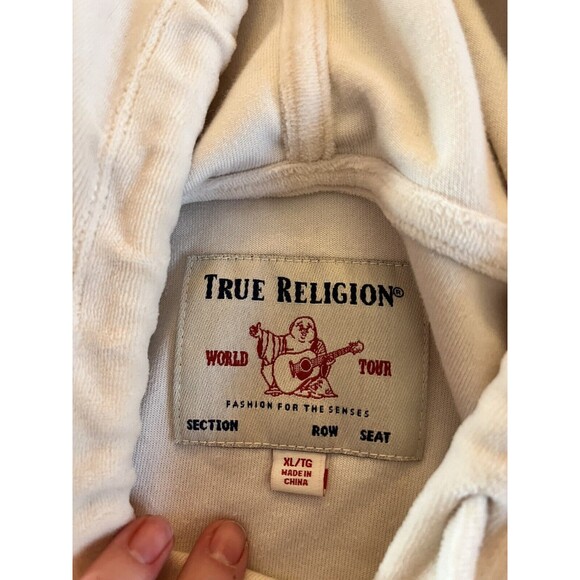 TRUE RELIGION®
WORLD TOUR
FASHION FOR THE SENSES
SECTION ROW SEAT
XL/TG
MADE IN
CHINA